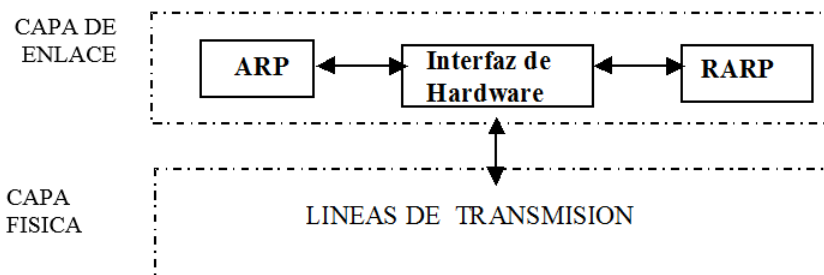 CAPA DE
ENLACE
ARP
Interfaz de
Hardware
RARP
CAPA
FISICA
LINEAS DE TRANSMISION